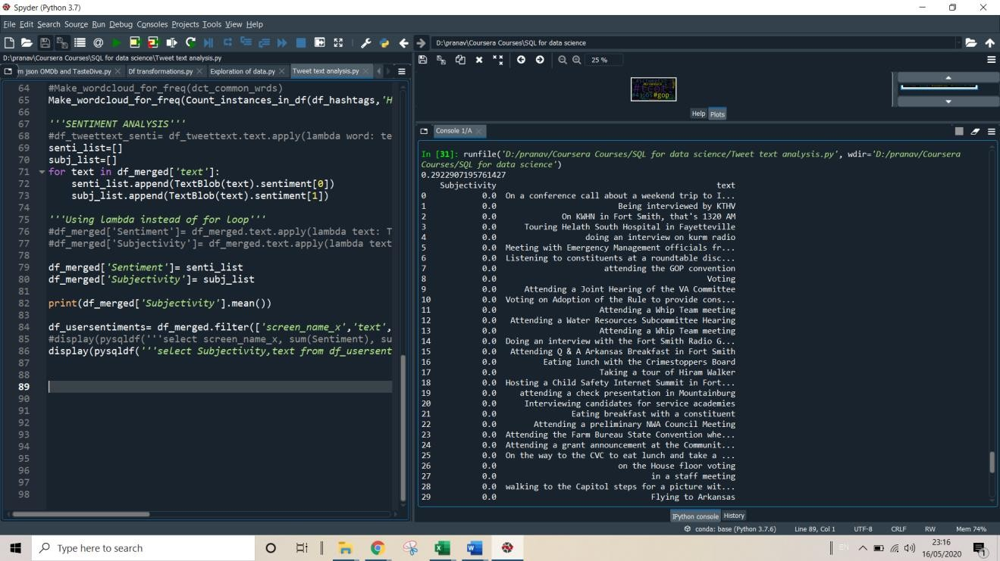 Spyder (Python 3.7)
File Edit Search Source Run Debug Consoles Projects Tools View Help
D:\pranav\Coursera Courses\SQL for data science
D:\pranav\Coursera Courses\SQL for data science\Tweet text analysis.py
m json OMDb and TasteDive.py Df transformations.py Exploration of data.py Tweet text analysis.py
64 #Make_wordcloud_for_freq(dct_common_wrds)
65 Make_wordcloud_for_freq(Count_instances_in_df(df_hashtags,'H
66
67 '''SENTIMENT ANALYSIS'''
68 #df_tweettext_senti= df_tweettext.text.apply(lambda word: te
69 senti_list=[]
70 subj_list=[]
71 for text in df_merged['text']:
72 senti_list.append(TextBlob(text).sentiment[0])
73 subj_list.append(TextBlob(text).sentiment[1])
74
75 '''Using lambda instead of for loop'''
76 #df_merged['Sentiment']= df_merged.text.apply(lambda text: T
77 #df_merged['Subjectivity']= df_merged.text.apply(lambda text
78
79 df_merged['Sentiment']= senti_list
80 df_merged['Subjectivity']= subj_list
81
82 print(df_merged['Subjectivity'].mean())
83
84 df_usersentiments= df_merged.filter(['screen_name_x','text',
85 #display(pysqldf('''select screen_name_x, sum(Sentiment), su
86 display(pysqldf('''select Subjectivity,text from df_usersent
87
88
89
90
91
92
93
94
95
96
97
98
25 %
#tcot
#4jobs #gop
Help Plots
Console 1/A
In [31]: runfile('D:/pranav/Coursera Courses/SQL for data science/Tweet text analysis.py', wdir='D:/pranav/Coursera
Courses/SQL for data science')
0.2922907195761427
Subjectivity text
0 0.0 On a conference call about a weekend trip to I...
1 0.0 Being interviewed by KTHV
2 0.0 On KWHN in Fort Smith, that's 1320 AM
3 0.0 Touring Helath South Hospital in Fayetteville
4 0.0 doing an interview on kurm radio
5 0.0 Meeting with Emergency Management officials fr...
6 0.0 Listening to constituents at a roundtable disc...
7 0.0 attending the GOP convention
8 0.0 Voting
9 0.0 Attending a Joint Hearing of the VA Committee
10 0.0 Voting on Adoption of the Rule to provide cons...
11 0.0 Attending a Whip Team meeting
12 0.0 Attending a Water Resources Subcommittee Hearing
13 0.0 Attending a Whip Team meeting
14 0.0 Doing an interview with the Fort Smith Radio G...
15 0.0 Attending Q & A Arkansas Breakfast in Fort Smith
16 0.0 Eating lunch with the Crimestoppers Board
17 0.0 Taking a tour of Hiram Walker
18 0.0 Hosting a Child Safety Internet Summit in Fort...
19 0.0 attending a check presentation in Mountainburg
20 0.0 Interviewing candidates for service academies
21 0.0 Eating breakfast with a constituent
22 0.0 Attending a preliminary NWA Council Meeting
23 0.0 Attending the Farm Bureau State Convention whe...
24 0.0 Attending a grant announcement at the Communit...
25 0.0 On the way to the CVC to eat lunch and take a ...
26 0.0 on the House floor voting
27 0.0 in a staff meeting
28 0.0 walking to the Capitol steps for a picture wit...
29 0.0 Flying to Arkansas
IPython console History
conda: base (Python 3.7.6) Line 89, Col 1 UTF-8 CRLF RW Mem 74%
Type here to search
EN
23:16
16/05/2020
1